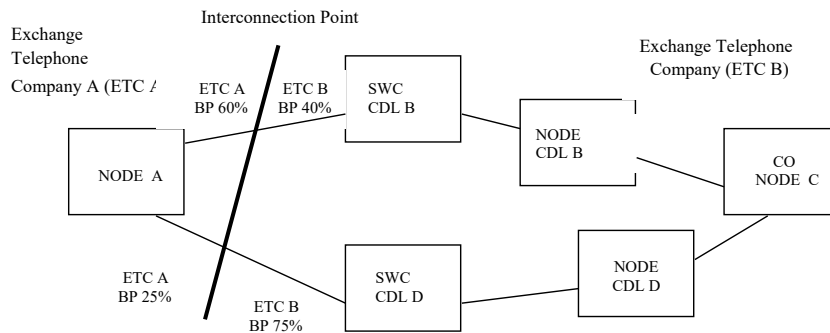 Interconnection Point
Exchange
Telephone
Company A (ETC A
Exchange Telephone
Company (ETC B)
ETC A
BP 60%
ETC B
BP 40%
SWC
CDL B
NODE
CDL B
NODE A
CO
NODE C
ETC A
BP 25%
ETC B
BP 75%
SWC
CDL D
NODE
CDL D